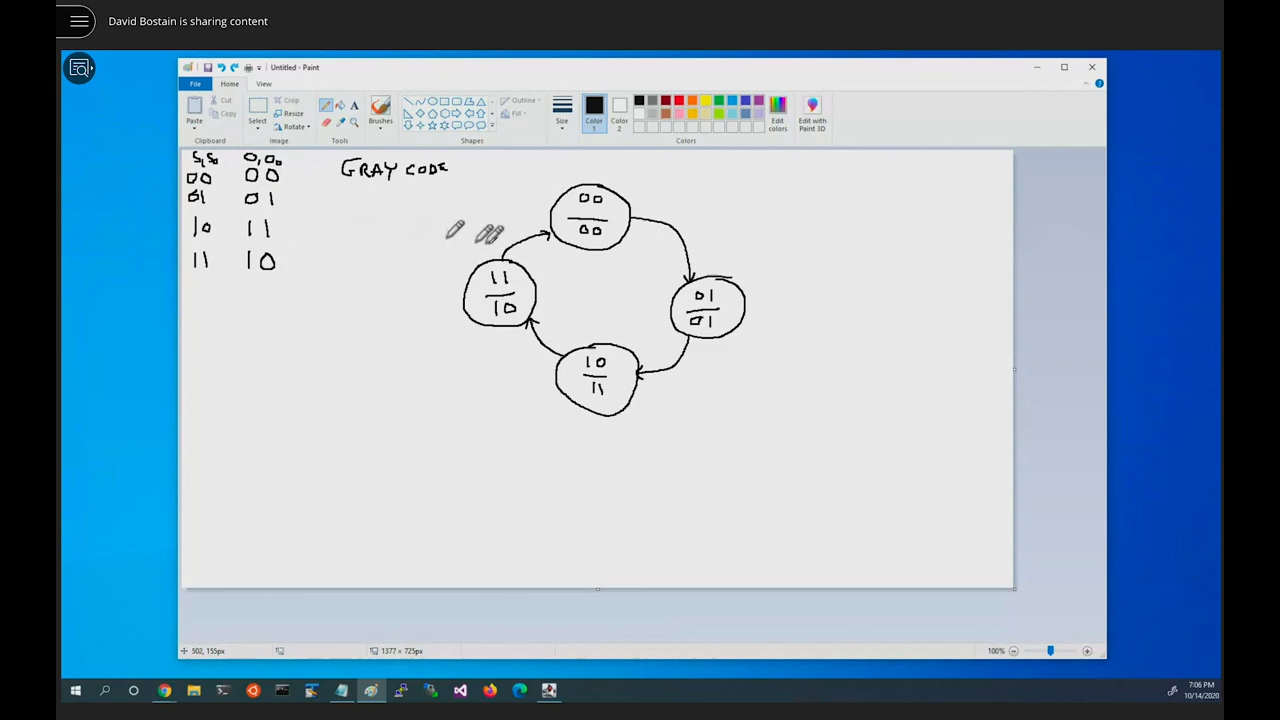 David Bostain is sharing content
Untitled - Paint
File Home View
Paste Cut Copy
Select Crop Resize Rotate
Brushes
Shapes
Outline
Fill
Size
Color 1
Color 2
Edit colors
Edit with Paint 3D
Clipboard Image Tools Shapes Colors
S1S0 O1O0
00 00
01 01
10 11
11 10
GRAY CODE
00
00
01
01
11
10
10
11
502, 155px
1377 × 725px
100%
7:06 PM
10/14/2020